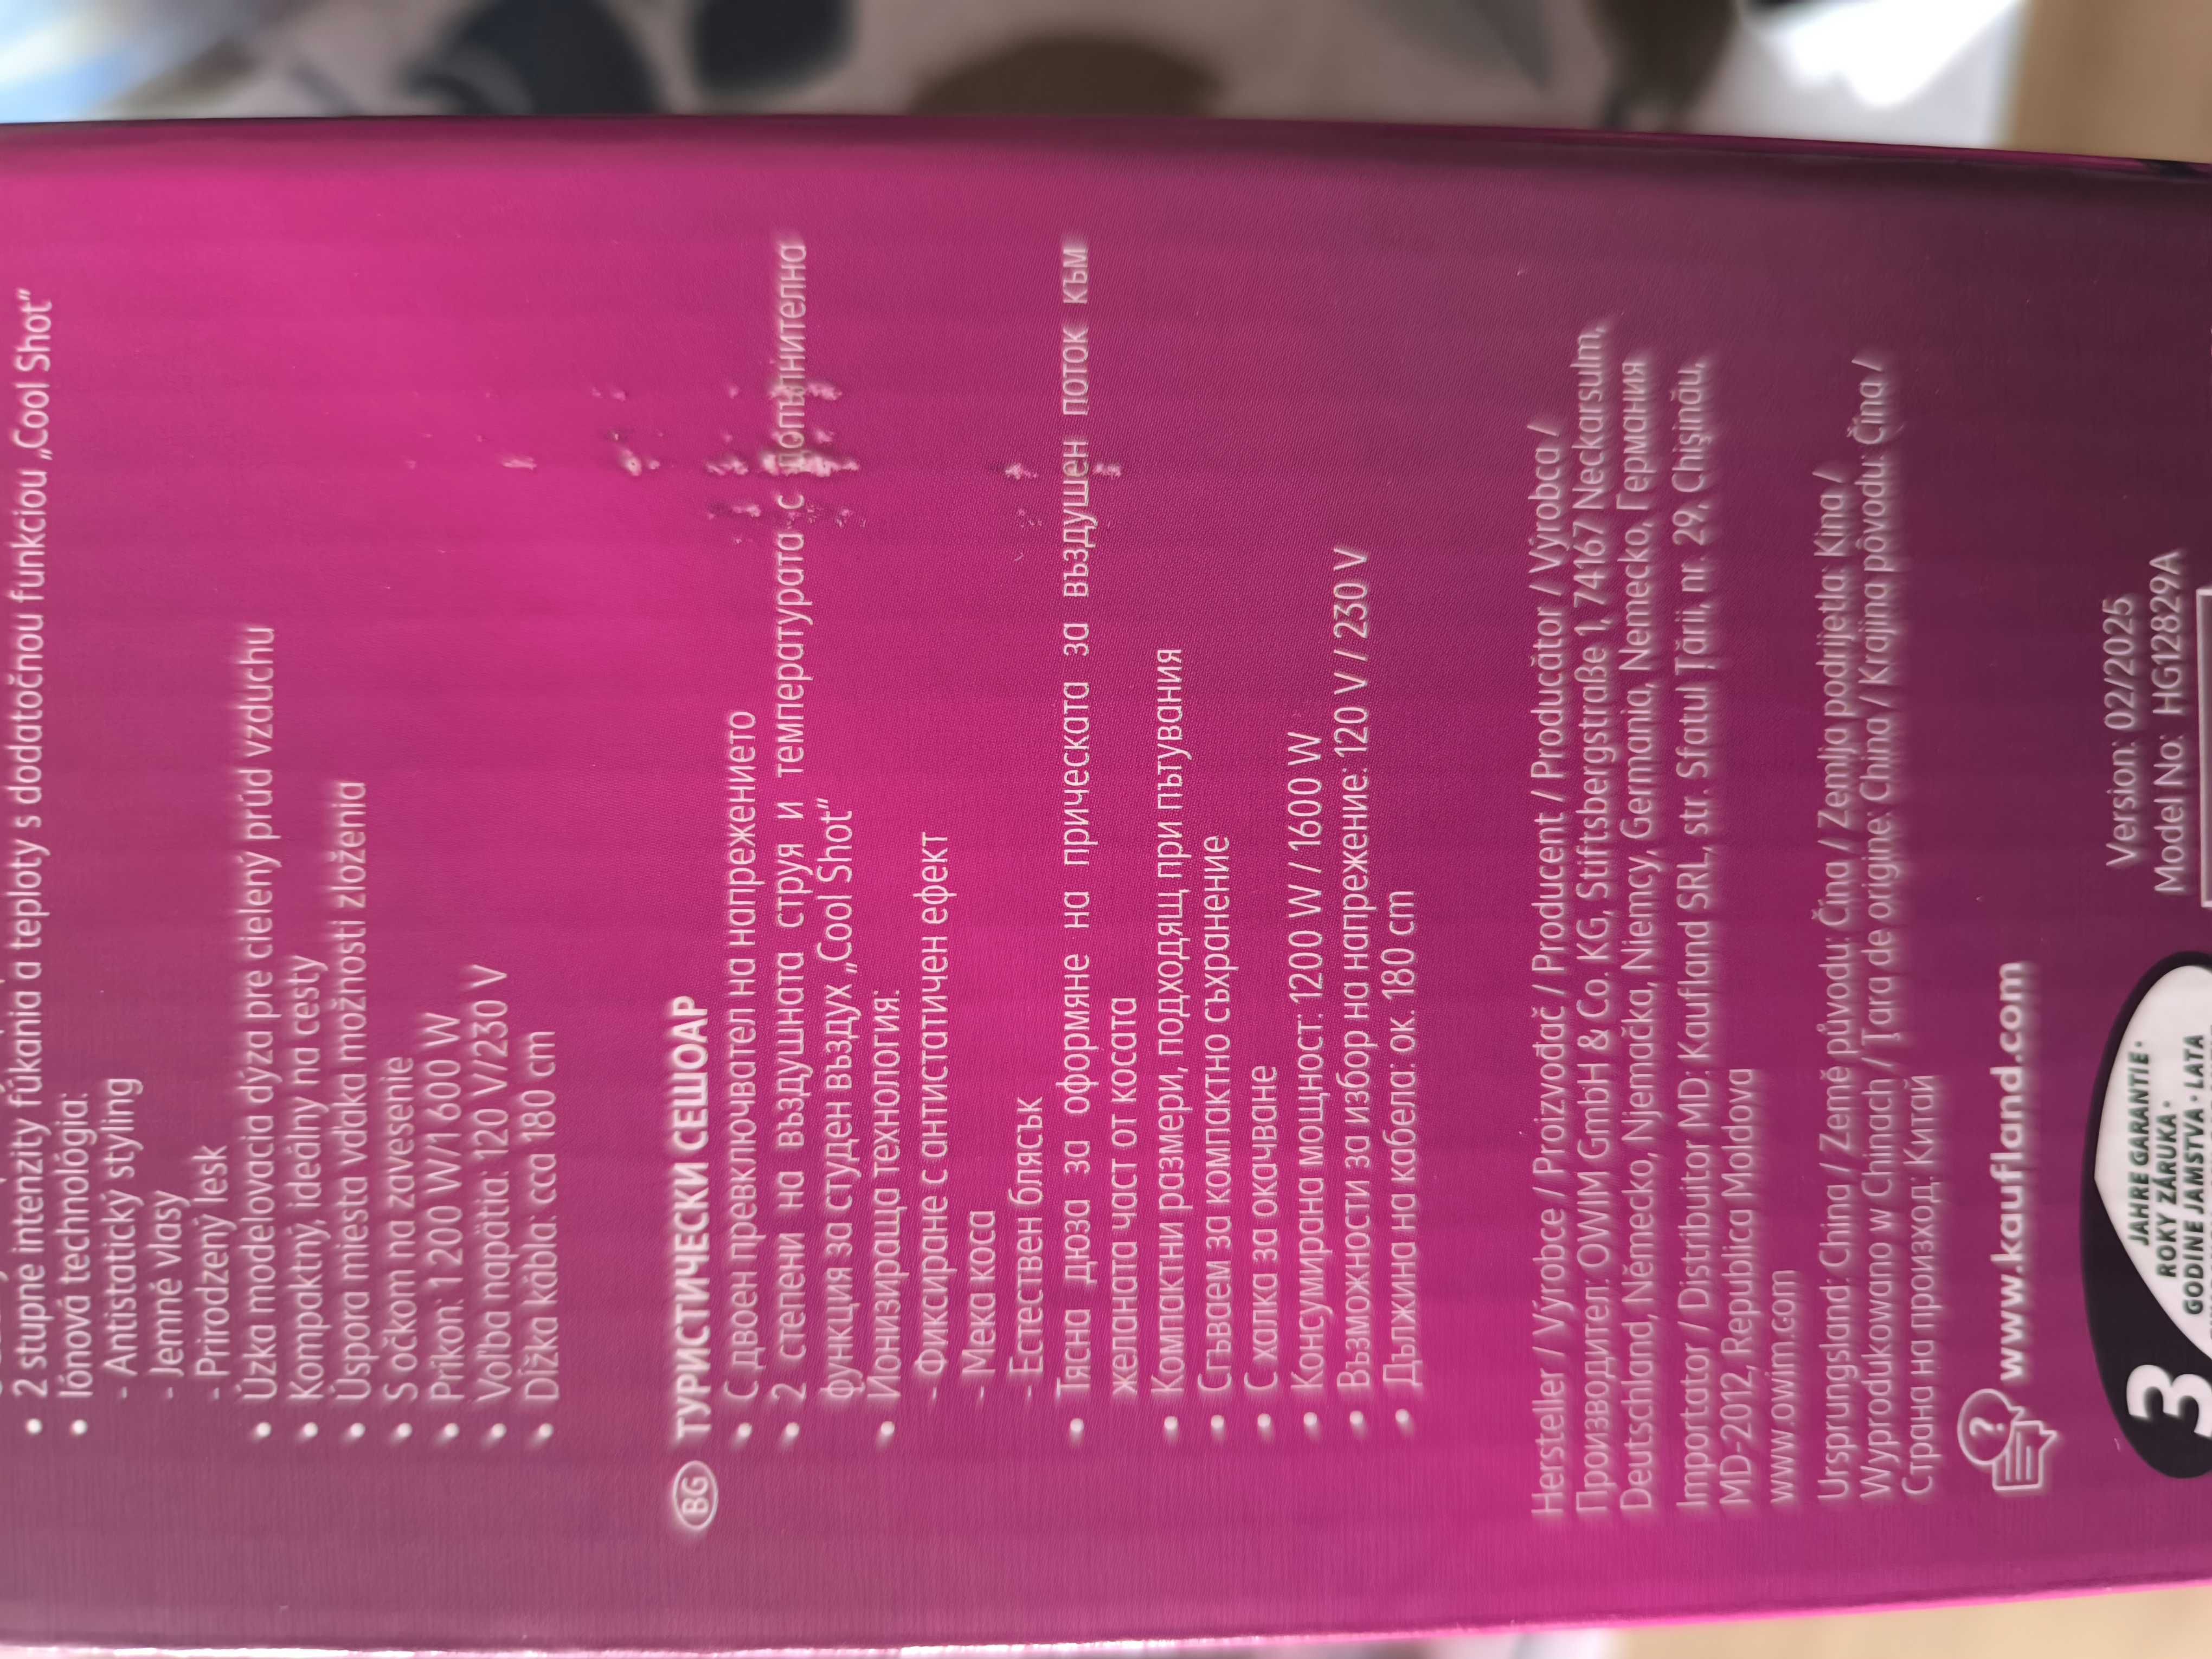 • 2 stupne intenzity fúkania a teploty s dodatočnou funkciou „Cool Shot“
• Iónová technológia:
- Antistatický styling
- Jemné vlasy
- Prirodzený lesk
• Úzka modelovacia dýza pre cielený prúd vzduchu
• Kompaktný, ideálny na cesty
• Úspora miesta vďaka možnosti zloženia
• S očkom na zavesenie
• Príkon: 1 200 W/1 600 W
• Voľba napätia: 120 V/230 V
• Dĺžka kábla: cca 180 cm
BG ТУРИСТИЧЕСКИ СЕШОАР
• С двоен превключвател на напрежението
• 2 степени на въздушната струя и температурата с допълнителна
функция за студен въздух „Cool Shot“
• Йонизираща технология:
- Фиксиране с антистатичен ефект
- Мека коса
- Естествен блясък
• Тясна дюза за оформяне на прическата за въздушен поток към
желаната част от косата
• Компактни размери, подходящ при пътувания
• Сгъваем за компактно съхранение
• С халка за окачване
• Консумирана мощност: 1200 W / 1600 W
• Възможности за избор на напрежение: 120 V / 230 V
• Дължина на кабела: ок. 180 cm
Hersteller / Výrobce / Proizvođač / Producent / Producător / Výrobca /
Производител: OWIM GmbH & Co. KG, Stiftsbergstraße 1, 74167 Neckarsulm,
Deutschland, Německo, Njemačka, Niemcy, Germania, Nemecko, Германия
Importator / Distributor MD: Kaufland SRL, str. Sfatul Țării, nr. 29, Chișinău,
MD-2012, Republica Moldova
www.owim.com
Ursprungsland: China / Země původu: Čína / Zemlja podrijetla: Kina /
Wyprodukowano w Chinach / Țara de origine: China / Krajina pôvodu: Čína /
Страна на произход: Китай
? www.kaufland.com
Version: 02/2025
Model No: HG12829A
3
JAHRE GARANTIE·
ROKY ZÁRUKA·
GODINE JAMSTVA·LATA